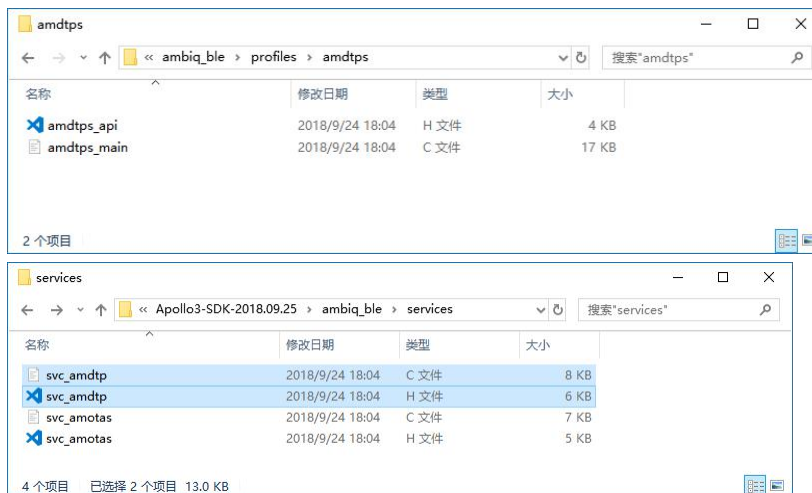 amdtps
« ambiq_ble › profiles › amdtps 搜索"amdtps"
名称 修改日期 类型 大小
amdtps_api 2018/9/24 18:04 H 文件 4 KB
amdtps_main 2018/9/24 18:04 C 文件 17 KB
2 个项目
services
« Apollo3-SDK-2018.09.25 › ambiq_ble › services 搜索"services"
名称 修改日期 类型 大小
svc_amdtp 2018/9/24 18:04 C 文件 8 KB
svc_amdtp 2018/9/24 18:04 H 文件 6 KB
svc_amotas 2018/9/24 18:04 C 文件 7 KB
svc_amotas 2018/9/24 18:04 H 文件 5 KB
4 个项目 已选择 2 个项目 13.0 KB